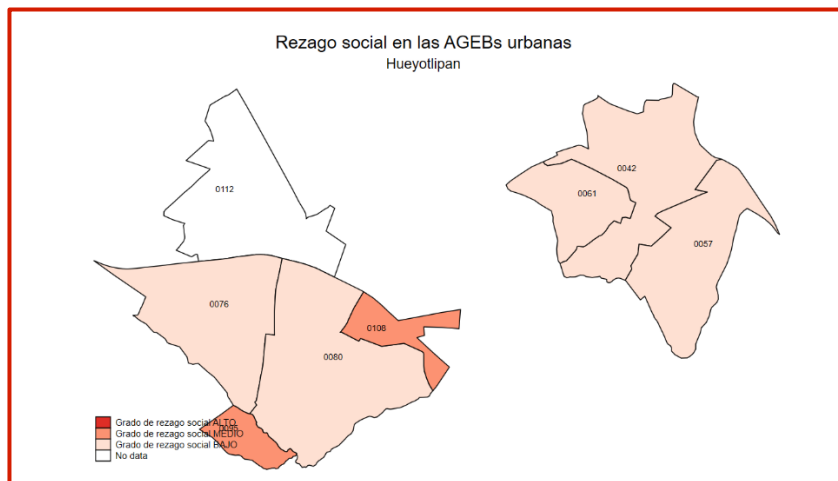 Rezago social en las AGEBs urbanas
Hueyotlipan
0112
0042
0061
0057
0076
0108
0080
0095
Grado de rezago social ALTO
Grado de rezago social MEDIO
Grado de rezago social BAJO
No data